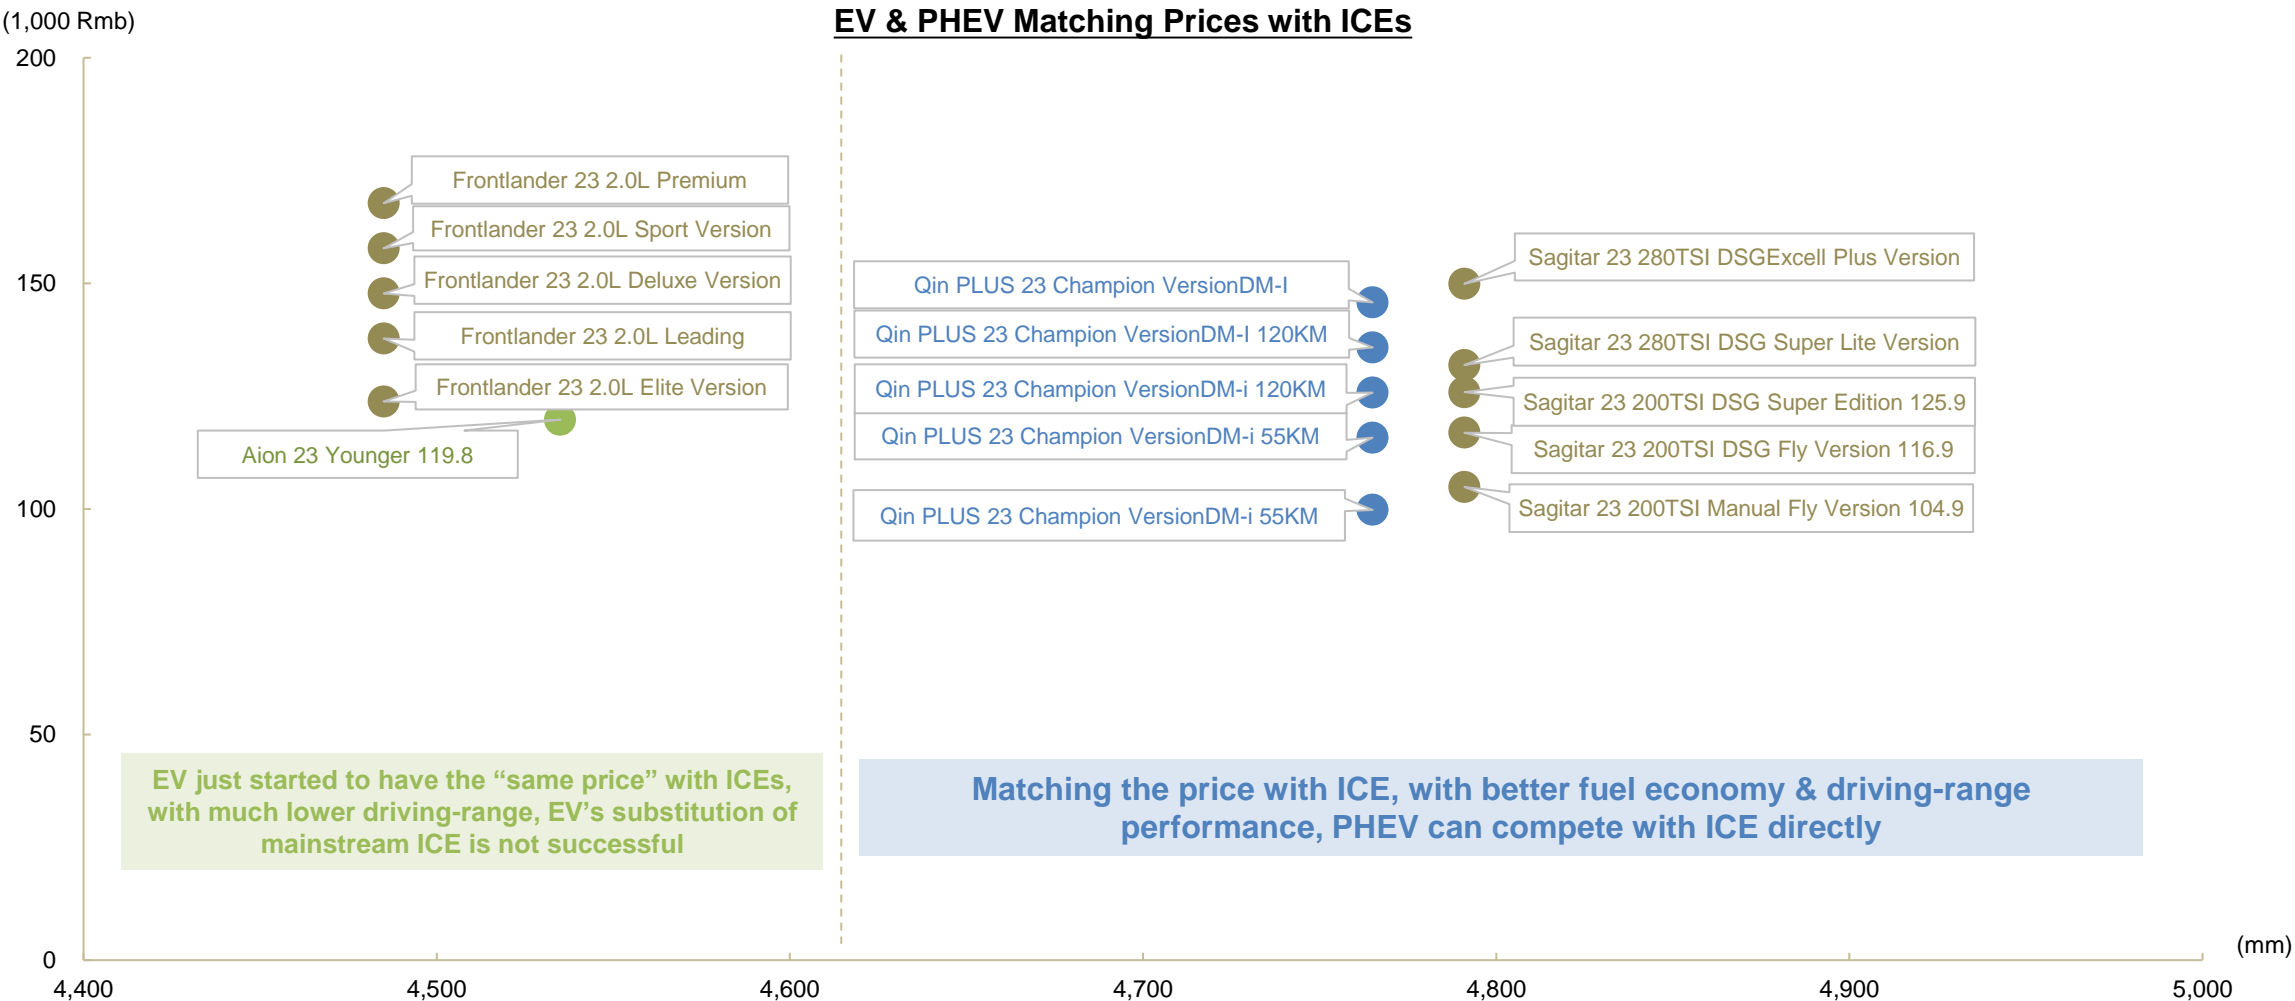 (1,000 Rmb)
EV & PHEV Matching Prices with ICEs
200
150
100
50
0
Frontlander 23 2.0L Premium
Frontlander 23 2.0L Sport Version
Frontlander 23 2.0L Deluxe Version
Frontlander 23 2.0L Leading
Frontlander 23 2.0L Elite Version
Aion 23 Younger 119.8
Qin PLUS 23 Champion VersionDM-I
Qin PLUS 23 Champion VersionDM-I 120KM
Qin PLUS 23 Champion VersionDM-i 120KM
Qin PLUS 23 Champion VersionDM-i 55KM
Qin PLUS 23 Champion VersionDM-i 55KM
Sagitar 23 280TSI DSGExcell Plus Version
Sagitar 23 280TSI DSG Super Lite Version
Sagitar 23 200TSI DSG Super Edition 125.9
Sagitar 23 200TSI DSG Fly Version 116.9
Sagitar 23 200TSI Manual Fly Version 104.9
EV just started to have the “same price” with ICEs,
with much lower driving-range, EV’s substitution of
mainstream ICE is not successful
Matching the price with ICE, with better fuel economy & driving-range
performance, PHEV can compete with ICE directly
(mm)
4,400
4,500
4,600
4,700
4,800
4,900
5,000